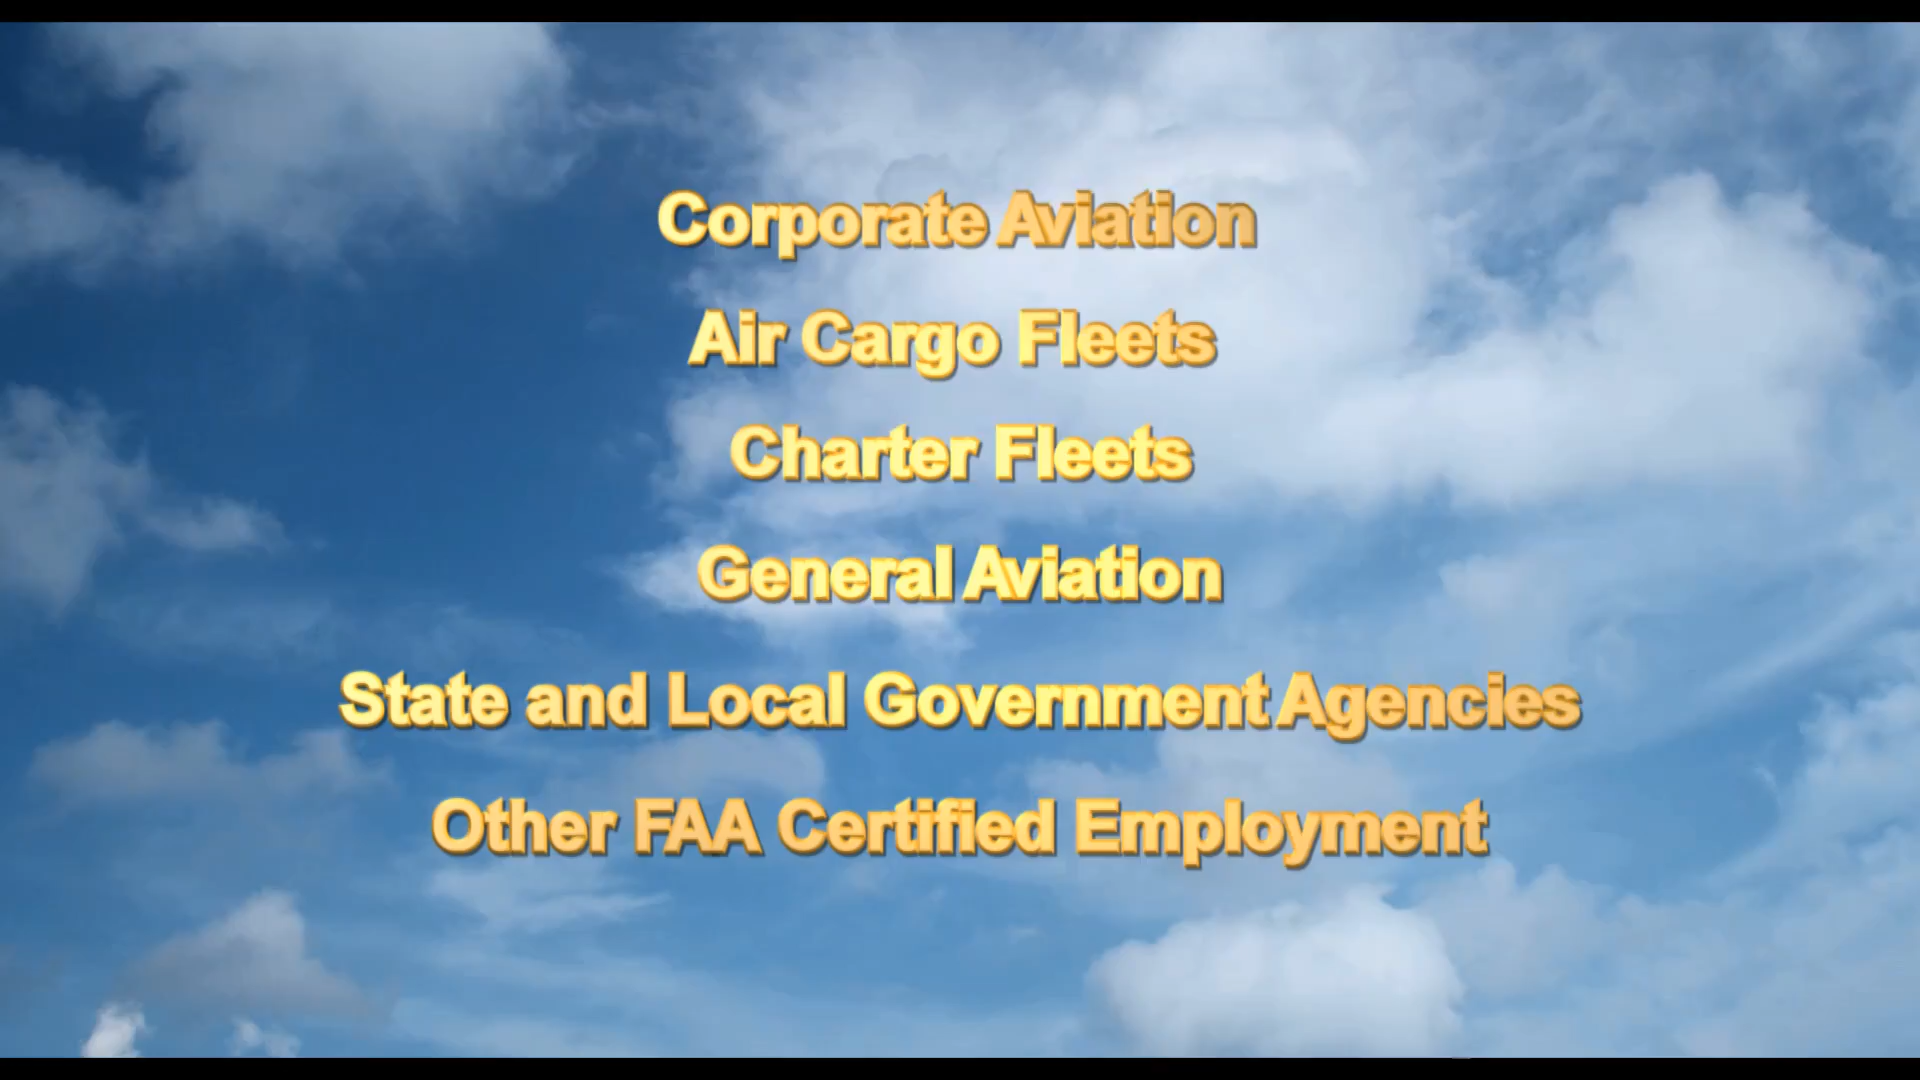 Corporate Aviation
Air Cargo Fleets
Charter Fleets
General Aviation
State and Local Government Agencies
Other FAA Certified Employment